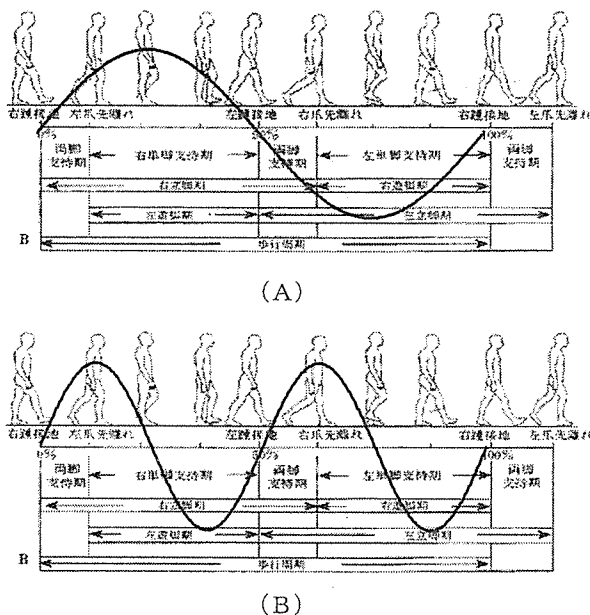 右踵接地 左爪先離れ 左踵接地 右爪先離れ 右踵接地 左爪先離れ
0% 50% 100%
両脚支持期 右単脚支持期 両脚支持期 左単脚支持期 両脚支持期
右立脚期 右遊脚期
左遊脚期 左立脚期
B 歩行周期
(A)
右踵接地 左爪先離れ 左踵接地 右爪先離れ 右踵接地 左爪先離れ
0% 50% 100%
両脚支持期 右単脚支持期 両脚支持期 左単脚支持期 両脚支持期
右立脚期 右遊脚期
左遊脚期 左立脚期
B 歩行周期
(B)